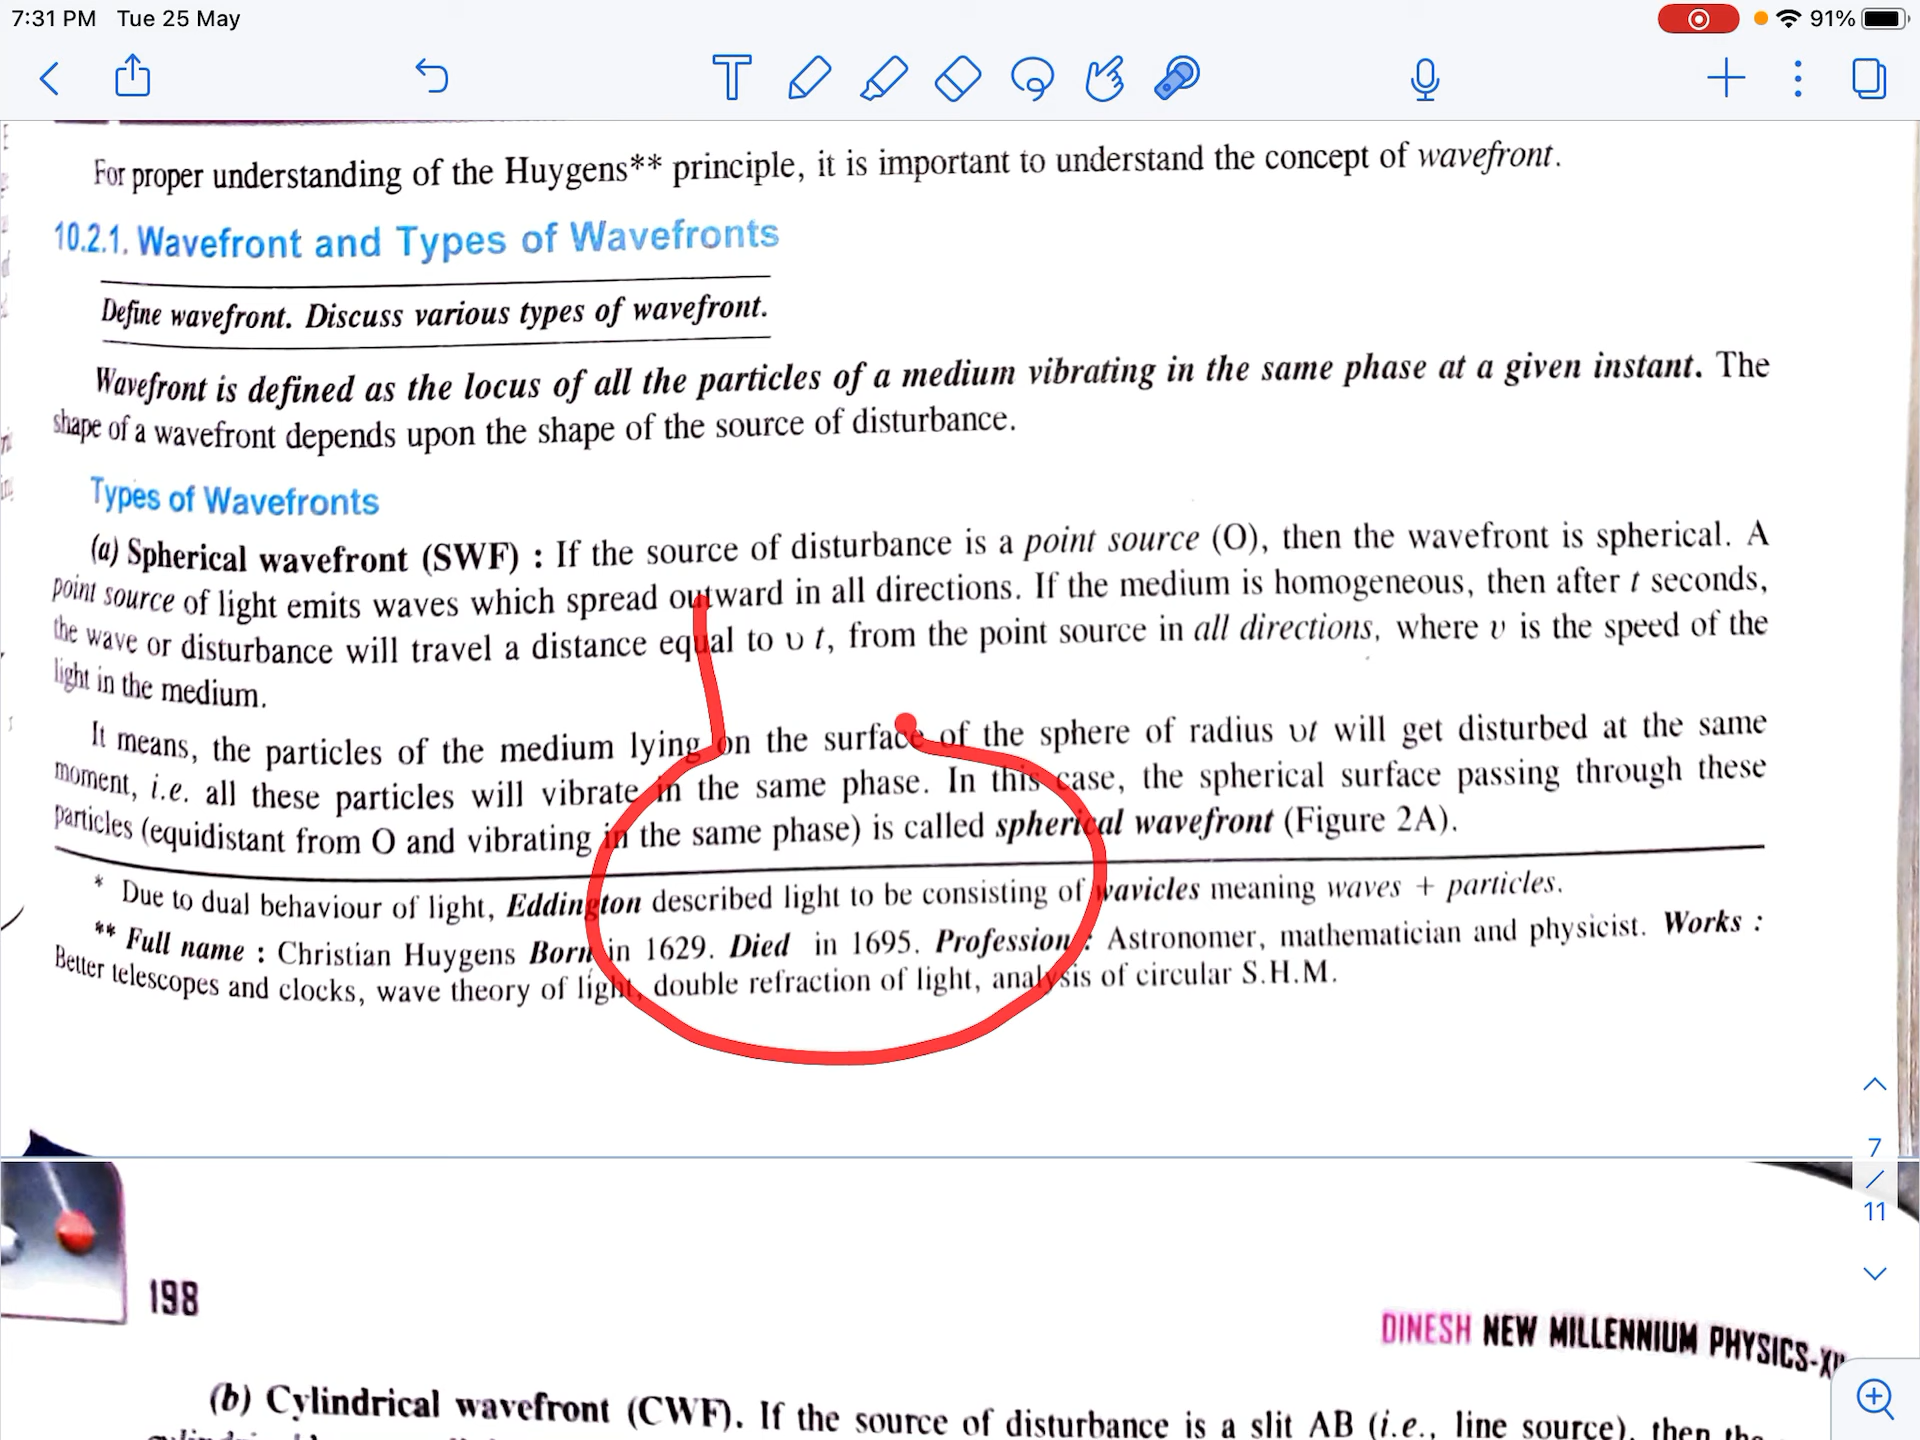 7:31 PM Tue 25 May
91%
For proper understanding of the Huygens** principle, it is important to understand the concept of wavefront.
10.2.1. Wavefront and Types of Wavefronts
Define wavefront. Discuss various types of wavefront.
Wavefront is defined as the locus of all the particles of a medium vibrating in the same phase at a given instant. The
shape of a wavefront depends upon the shape of the source of disturbance.
Types of Wavefronts
(a) Spherical wavefront (SWF) : If the source of disturbance is a point source (O), then the wavefront is spherical. A
point source of light emits waves which spread outward in all directions. If the medium is homogeneous, then after t seconds,
the wave or disturbance will travel a distance equal to υ t, from the point source in all directions, where υ is the speed of the
light in the medium.
It means, the particles of the medium lying on the surface of the sphere of radius υt will get disturbed at the same
moment, i.e. all these particles will vibrate in the same phase. In this case, the spherical surface passing through these
particles (equidistant from O and vibrating in the same phase) is called spherical wavefront (Figure 2A).
* Due to dual behaviour of light, Eddington described light to be consisting of wavicles meaning waves + particles.
** Full name : Christian Huygens Born in 1629. Died in 1695. Profession : Astronomer, mathematician and physicist. Works :
Better telescopes and clocks, wave theory of light, double refraction of light, analysis of circular S.H.M.
7
/
11
198
DINESH NEW MILLENNIUM PHYSICS-XII
(b) Cylindrical wavefront (CWF). If the source of disturbance is a slit AB (i.e., line source), then the